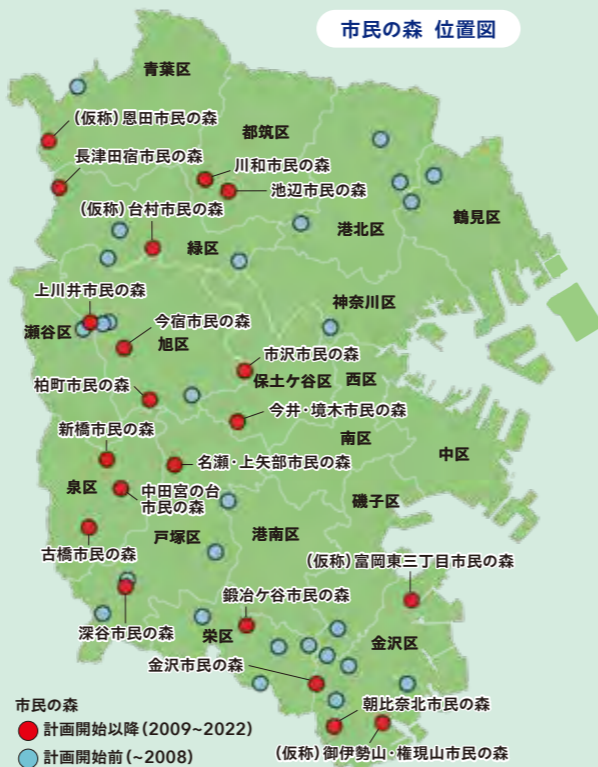 市民の森 位置図
青葉区
(仮称)恩田市民の森
都筑区
長津田宿市民の森
川和市民の森
池辺市民の森
(仮称)台村市民の森
鶴見区
港北区
緑区
上川井市民の森
神奈川区
今宿市民の森
瀬谷区
旭区
市沢市民の森
保土ケ谷区
西区
柏町市民の森
今井・境木市民の森
新橋市民の森
南区
中区
名瀬・上矢部市民の森
泉区
中田宮の台
市民の森
磯子区
戸塚区
港南区
古橋市民の森
(仮称)富岡東三丁目市民の森
鍛冶ケ谷市民の森
深谷市民の森
栄区
金沢区
金沢市民の森
朝比奈北市民の森
(仮称)御伊勢山・権現山市民の森
市民の森
計画開始以降(2009~2022)
計画開始前(~2008)